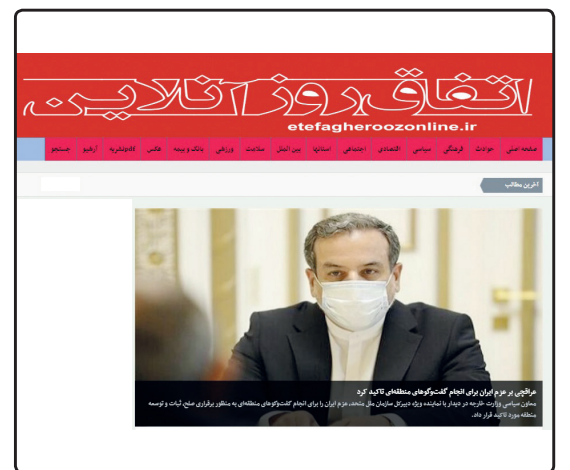 اتفاق روز آنلاین
etefagheroozonline.ir
صفحه اصلی حوادث فرهنگی سیاسی اقتصادی اجتماعی استانها بین الملل سلامت ورزشی بانک و بیمه عکس pdfنشریه آرشیو جستجو
آخرین مطالب
عراقچی بر عزم ایران برای انجام گفت‌وگوهای منطقه‌ای تاکید کرد
معاون سیاسی وزارت خارجه در دیدار با نماینده ویژه دبیرکل سازمان ملل متحد، عزم ایران را برای انجام گفتت‌وگوهای منطقه‌ای به منظور برقراری صلح، ثبات و توسعه
منطقه مورد تاکید قرار داد.